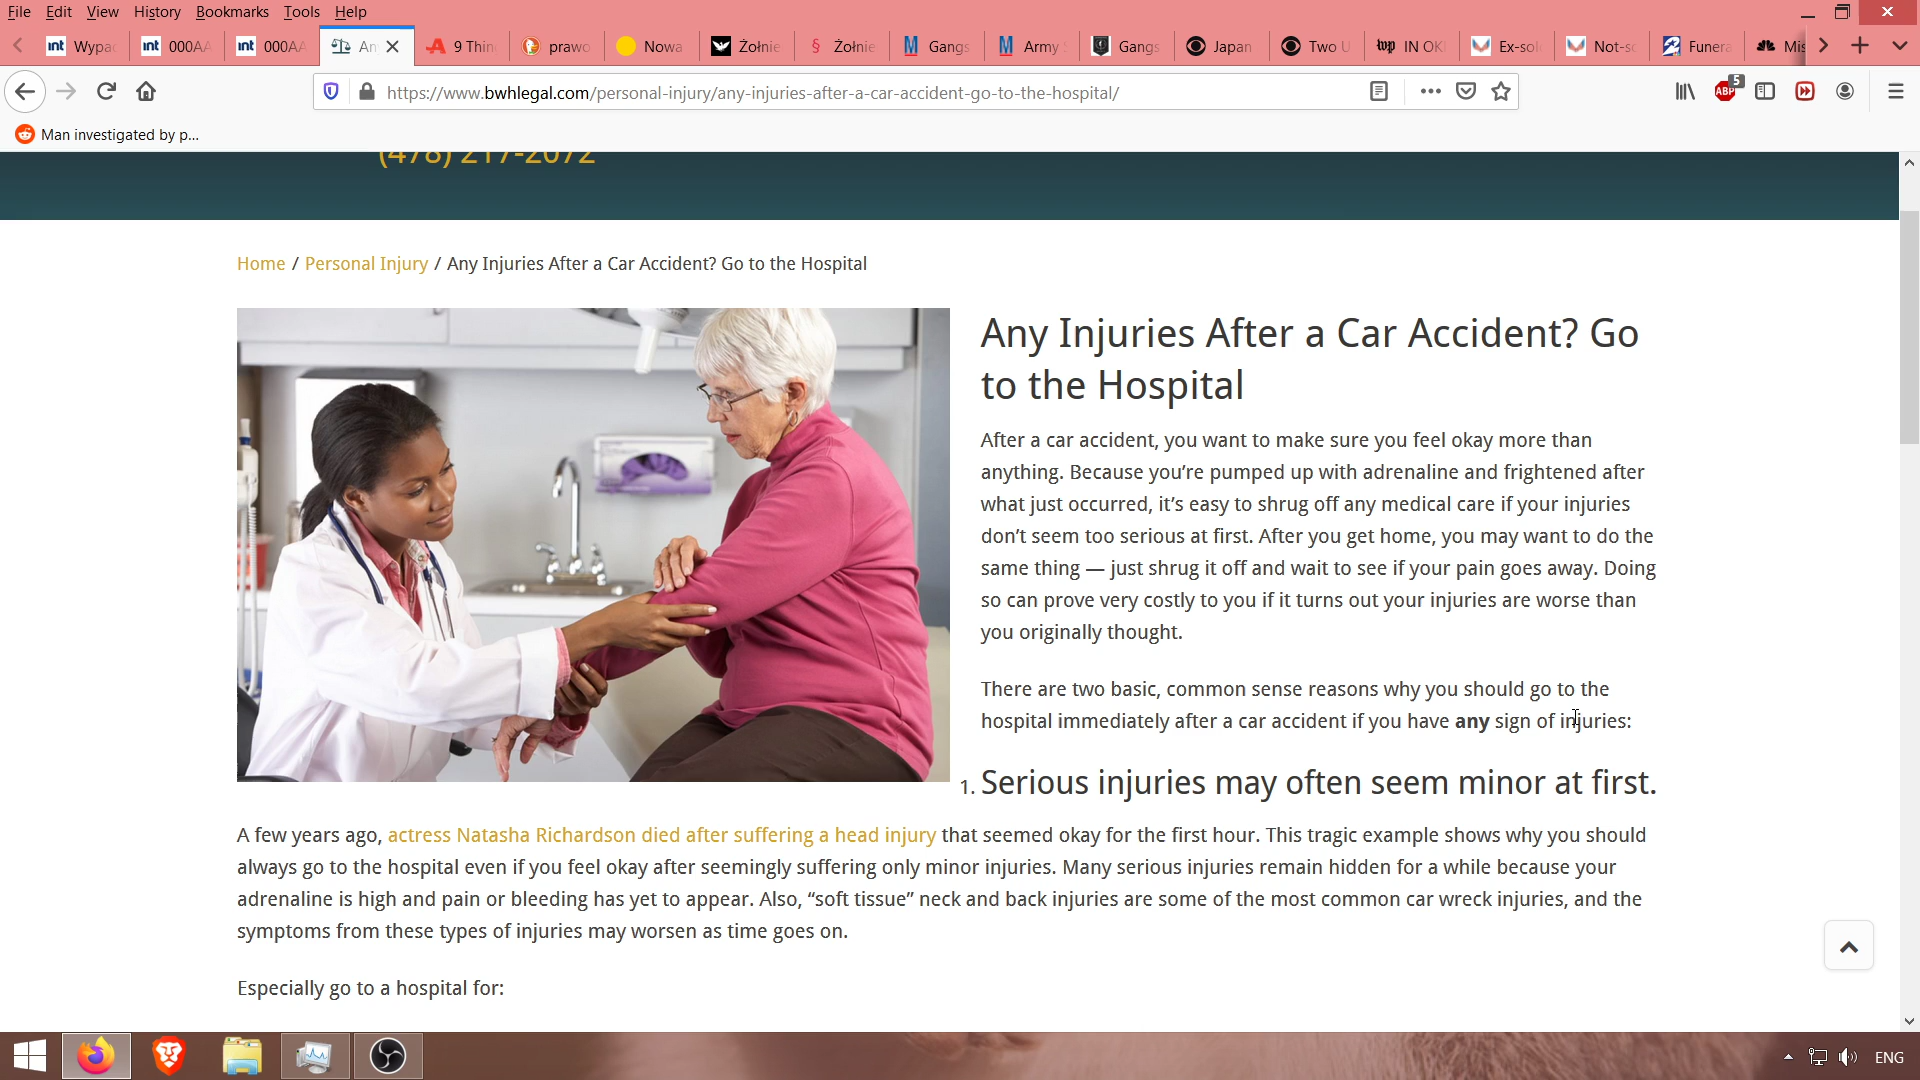 File Edit View History Bookmarks Tools Help
int Wypa
int 000AA
int 000AA
An
9 Thin
prawo
Nowa
Żołnie
§ Żołnie
M Gangs
M Army
Gangs
Japan
Two U
wp IN OK
Ex-sol
Not-so
Funera
Mis
https://www.bwhlegal.com/personal-injury/any-injuries-after-a-car-accident-go-to-the-hospital/
ABP 5
Man investigated by p...
(478) 217-2072
Home / Personal Injury / Any Injuries After a Car Accident? Go to the Hospital
Any Injuries After a Car Accident? Go
to the Hospital
After a car accident, you want to make sure you feel okay more than
anything. Because you’re pumped up with adrenaline and frightened after
what just occurred, it’s easy to shrug off any medical care if your injuries
don’t seem too serious at first. After you get home, you may want to do the
same thing — just shrug it off and wait to see if your pain goes away. Doing
so can prove very costly to you if it turns out your injuries are worse than
you originally thought.
There are two basic, common sense reasons why you should go to the
hospital immediately after a car accident if you have any sign of injuries:
1. Serious injuries may often seem minor at first.
A few years ago, actress Natasha Richardson died after suffering a head injury that seemed okay for the first hour. This tragic example shows why you should
always go to the hospital even if you feel okay after seemingly suffering only minor injuries. Many serious injuries remain hidden for a while because your
adrenaline is high and pain or bleeding has yet to appear. Also, “soft tissue” neck and back injuries are some of the most common car wreck injuries, and the
symptoms from these types of injuries may worsen as time goes on.
Especially go to a hospital for:
ENG